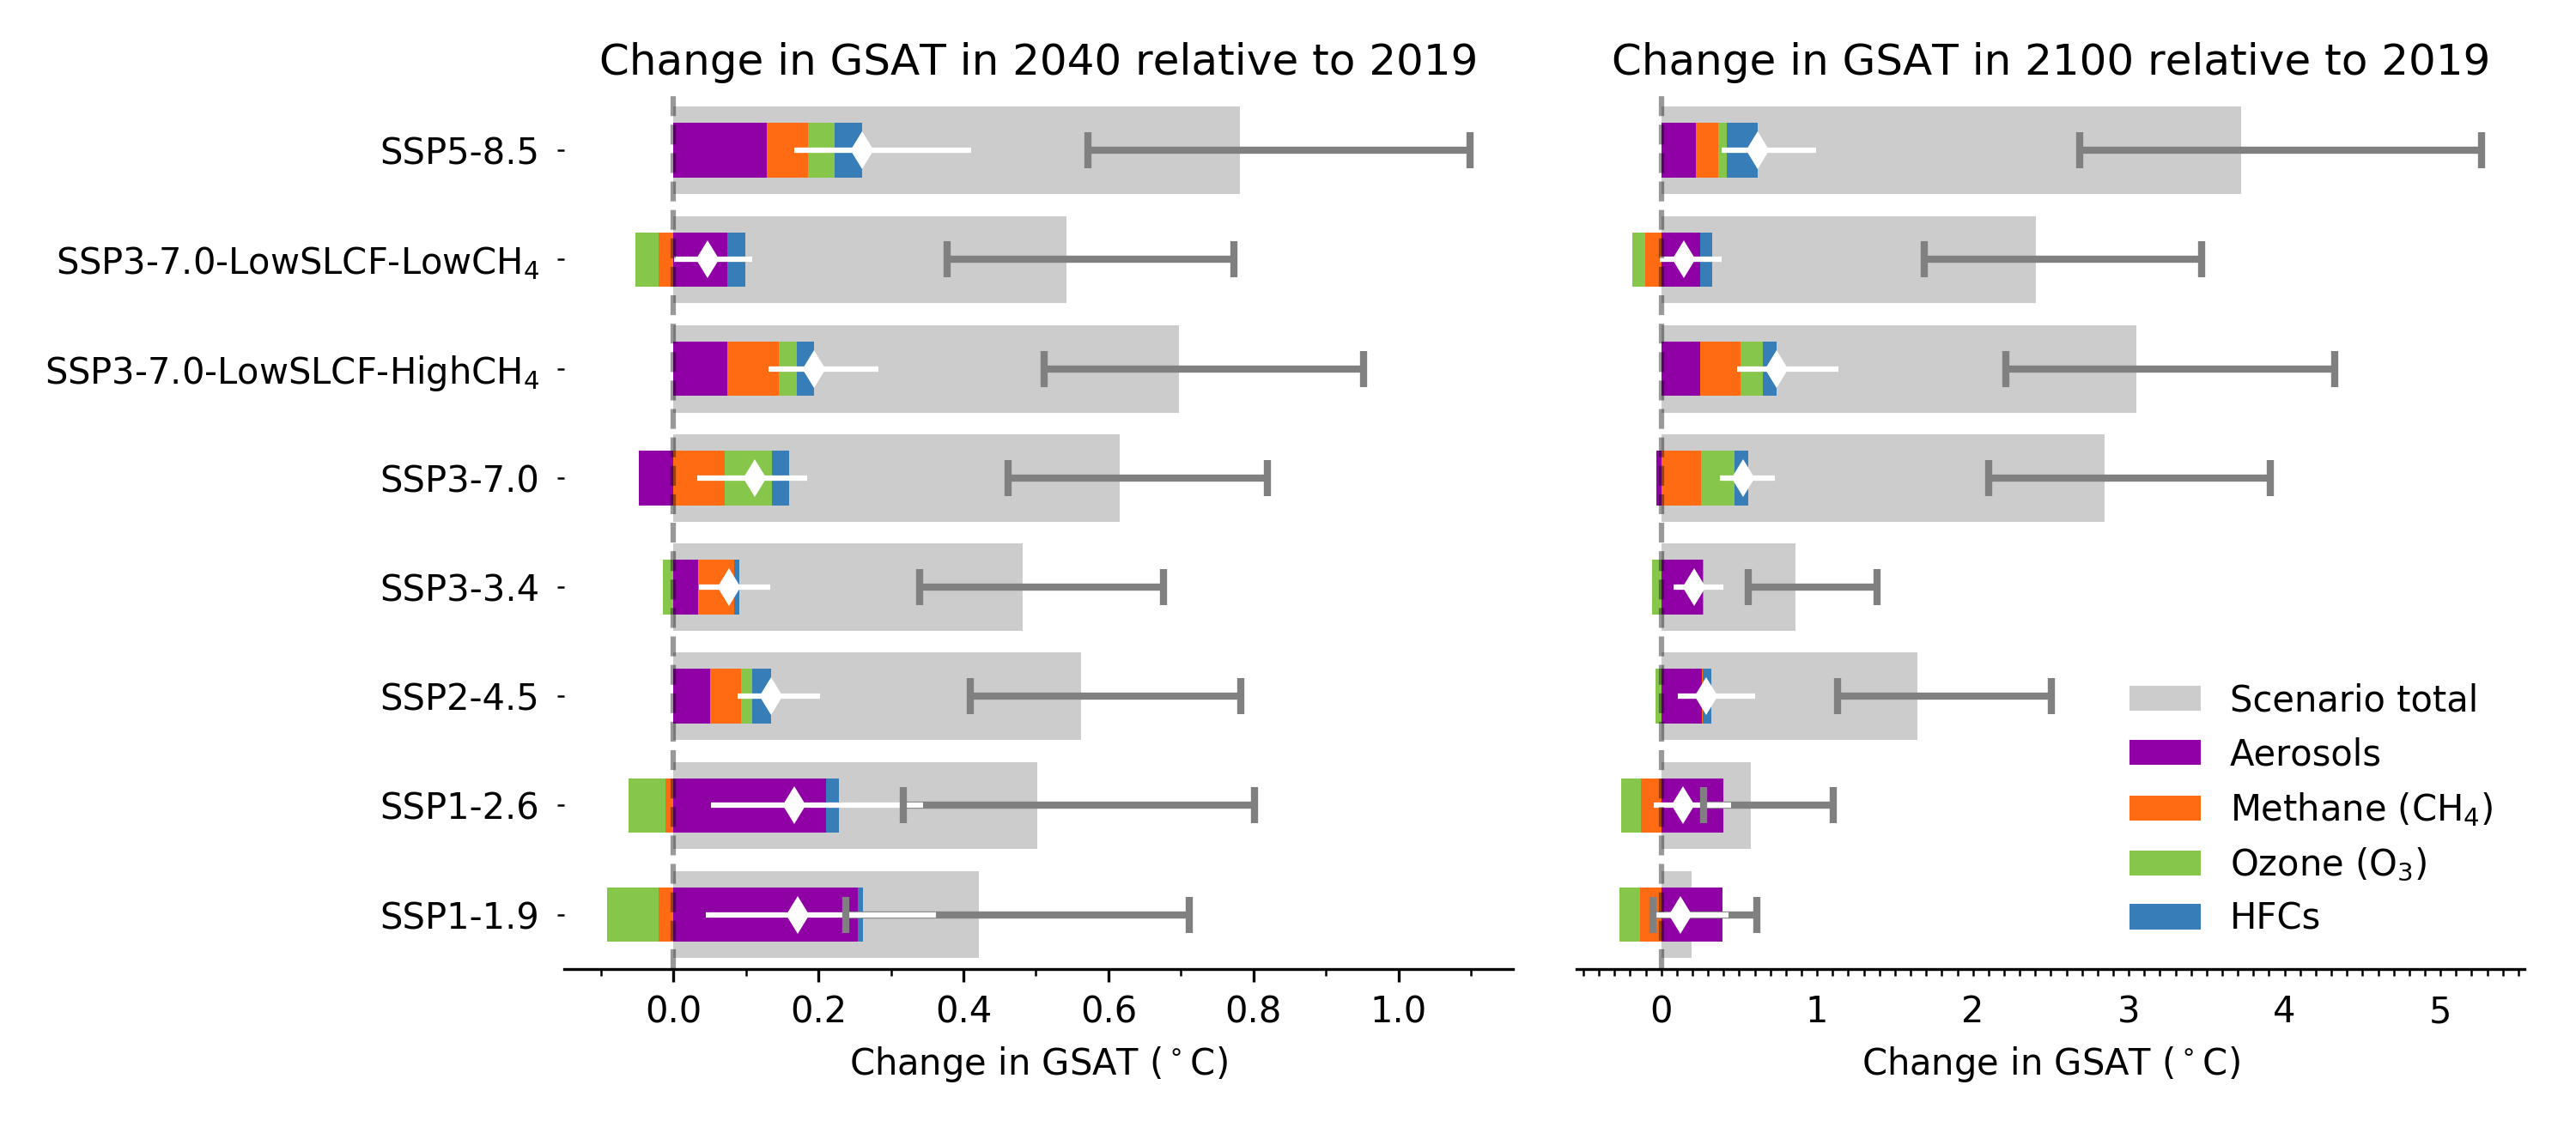 Change in GSAT in 2040 relative to 2019
SSP5-8.5
SSP3-7.0-LowSLCF-LowCH₄
SSP3-7.0-LowSLCF-HighCH₄
SSP3-7.0
SSP3-3.4
SSP2-4.5
SSP1-2.6
SSP1-1.9
0.0 0.2 0.4 0.6 0.8 1.0
Change in GSAT (°C)
Change in GSAT in 2100 relative to 2019
Scenario total
Aerosols
Methane (CH₄)
Ozone (O₃)
HFCs
0 1 2 3 4 5
Change in GSAT (°C)